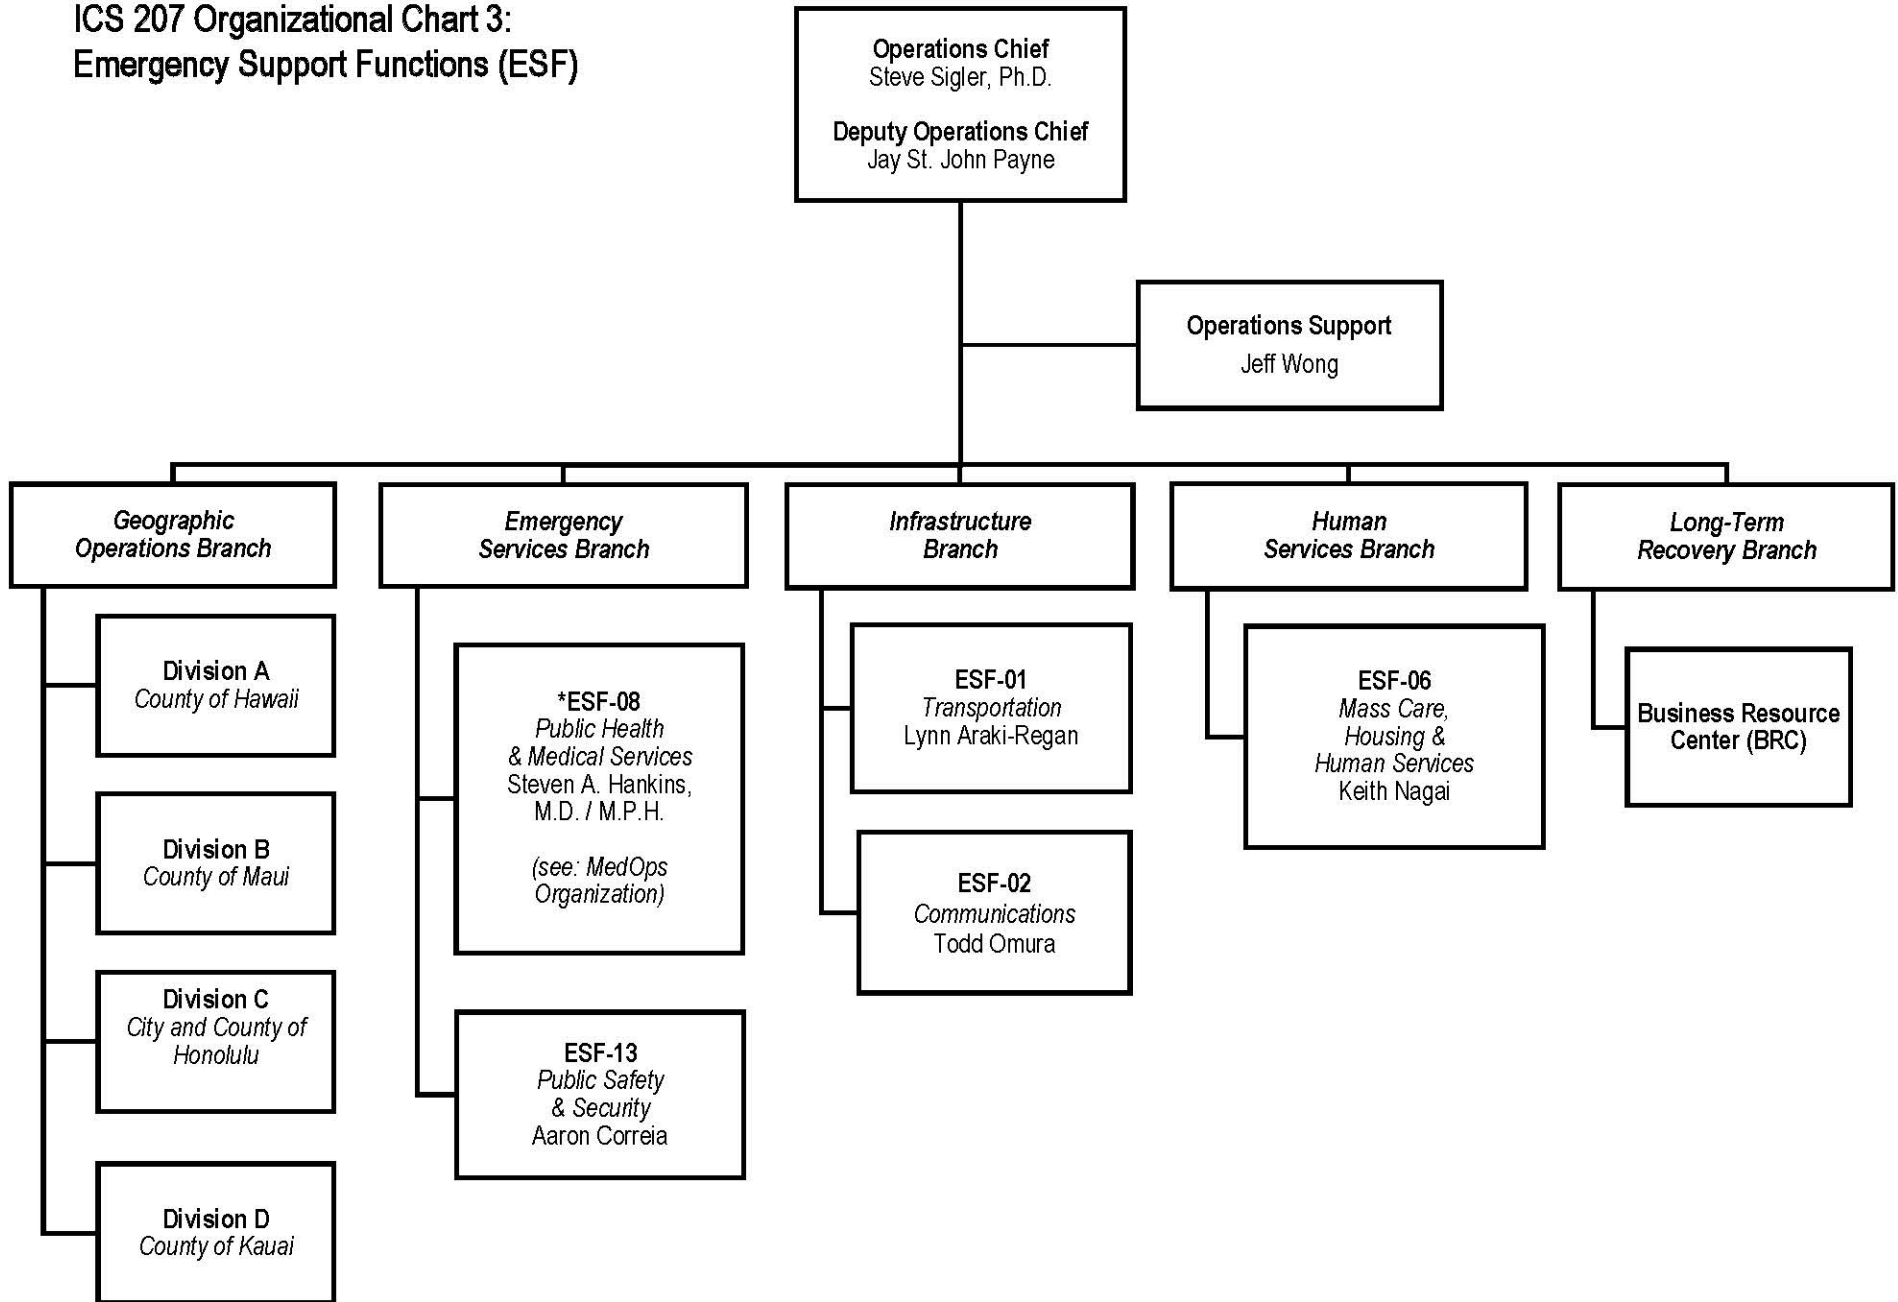 ICS 207 Organizational Chart 3:
Emergency Support Functions (ESF)
Operations Chief
Steve Sigler, Ph.D.
Deputy Operations Chief
Jay St. John Payne
Operations Support
Jeff Wong
Geographic
Operations Branch
Division A
County of Hawaii
Division B
County of Maui
Division C
City and County of
Honolulu
Division D
County of Kauai
Emergency
Services Branch
*ESF-08
Public Health
& Medical Services
Steven A. Hankins,
M.D. / M.P.H.
(see: MedOps
Organization)
ESF-13
Public Safety
& Security
Aaron Correia
Infrastructure
Branch
ESF-01
Transportation
Lynn Araki-Regan
ESF-02
Communications
Todd Omura
Human
Services Branch
ESF-06
Mass Care,
Housing &
Human Services
Keith Nagai
Long-Term
Recovery Branch
Business Resource
Center (BRC)